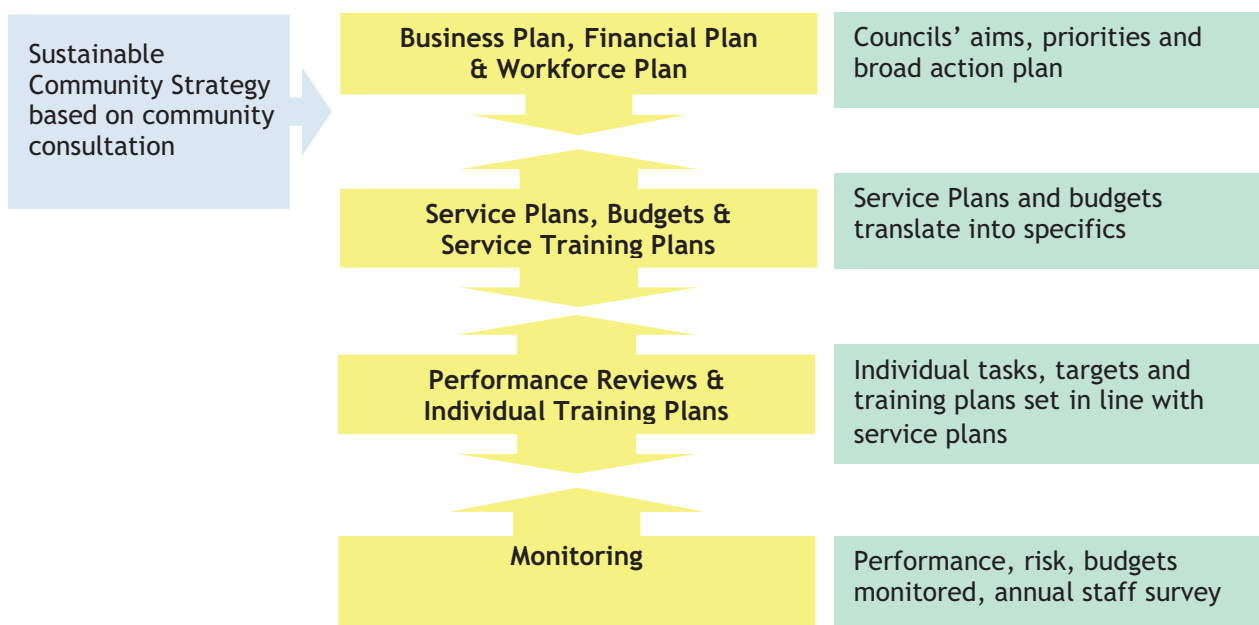 Sustainable
Community Strategy
based on community
consultation
Business Plan, Financial Plan
& Workforce Plan
Councils’ aims, priorities and
broad action plan
Service Plans, Budgets &
Service Training Plans
Service Plans and budgets
translate into specifics
Performance Reviews &
Individual Training Plans
Individual tasks, targets and
training plans set in line with
service plans
Monitoring
Performance, risk, budgets
monitored, annual staff survey